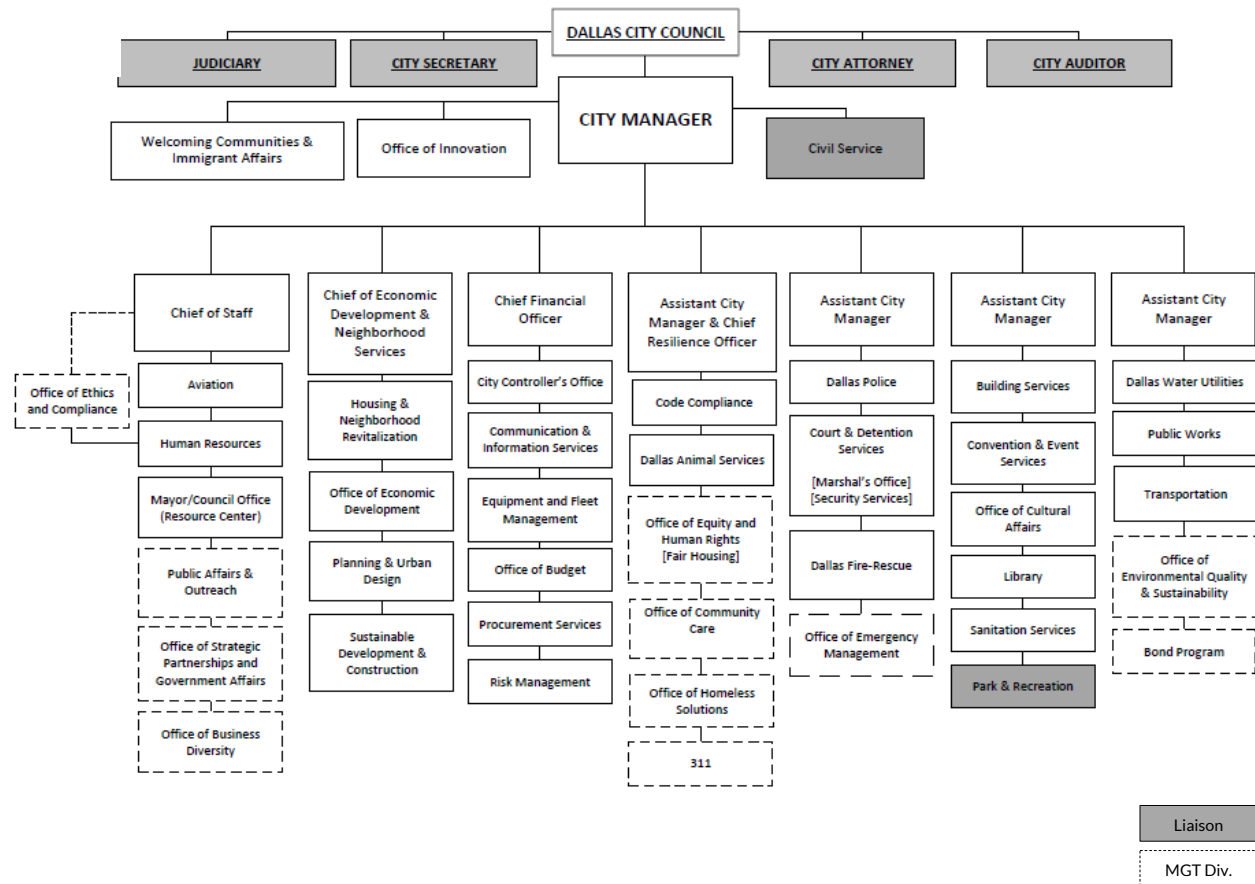 DALLAS CITY COUNCIL
JUDICIARY
CITY SECRETARY
CITY ATTORNEY
CITY AUDITOR
CITY MANAGER
Welcoming Communities &
Immigrant Affairs
Office of Innovation
Civil Service
Chief of Staff
Office of Ethics
and Compliance
Aviation
Human Resources
Mayor/Council Office
(Resource Center)
Public Affairs &
Outreach
Office of Strategic
Partnerships and
Government Affairs
Office of Business
Diversity
Chief of Economic
Development &
Neighborhood
Services
Housing &
Neighborhood
Revitalization
Office of Economic
Development
Planning & Urban
Design
Sustainable
Development &
Construction
Chief Financial
Officer
City Controller's Office
Communication &
Information Services
Equipment and Fleet
Management
Office of Budget
Procurement Services
Risk Management
Assistant City
Manager & Chief
Resilience Officer
Code Compliance
Dallas Animal Services
Office of Equity and
Human Rights
[Fair Housing]
Office of Community
Care
Office of Homeless
Solutions
311
Assistant City
Manager
Dallas Police
Court & Detention
Services
[Marshal's Office]
[Security Services]
Dallas Fire-Rescue
Office of Emergency
Management
Assistant City
Manager
Building Services
Convention & Event
Services
Office of Cultural
Affairs
Library
Sanitation Services
Park & Recreation
Assistant City
Manager
Dallas Water Utilities
Public Works
Transportation
Office of
Environmental Quality
& Sustainability
Bond Program
Liaison
MGT Div.